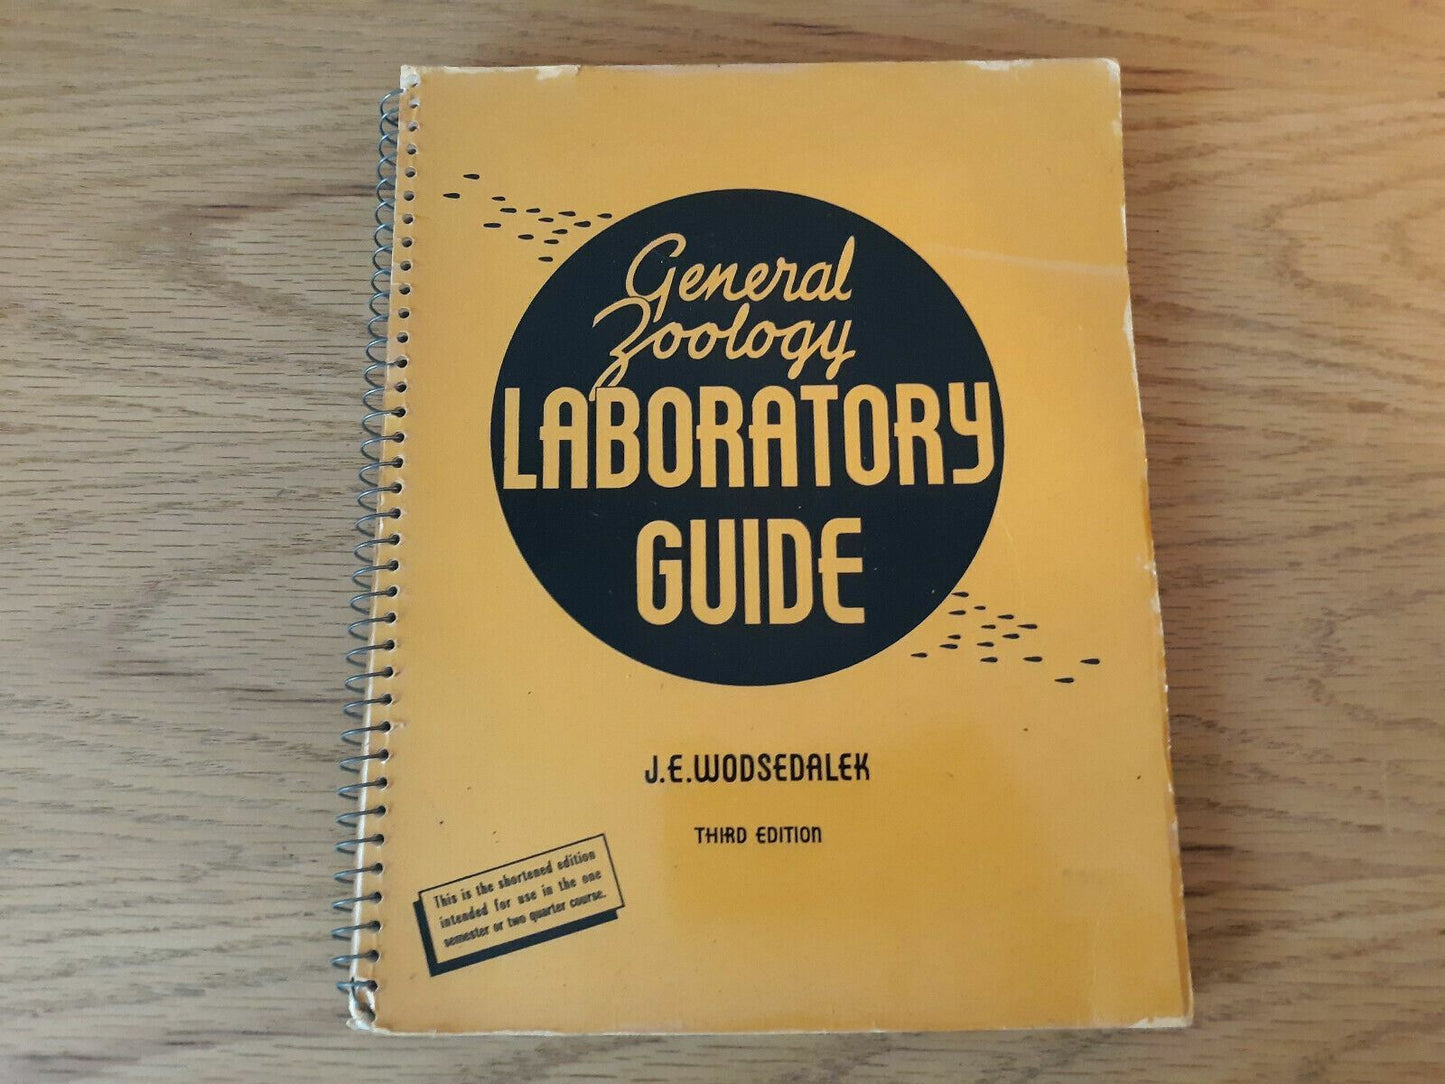 General
Zoology
LABORATORY
GUIDE
J.E.WODSEDALEK
THIRD EDITION
This is the shortened edition
intended for use in the one
semester or two quarter course.